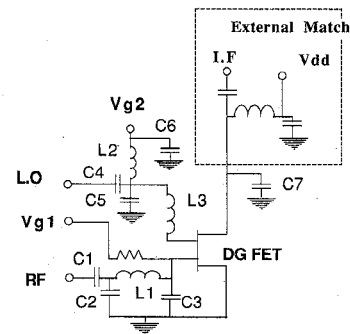 External Match
I.F
Vdd
Vg2
C6
L2
C4
L.O
C5
L3
C7
Vg1
DG FET
C1
RF
L1
C2
C3